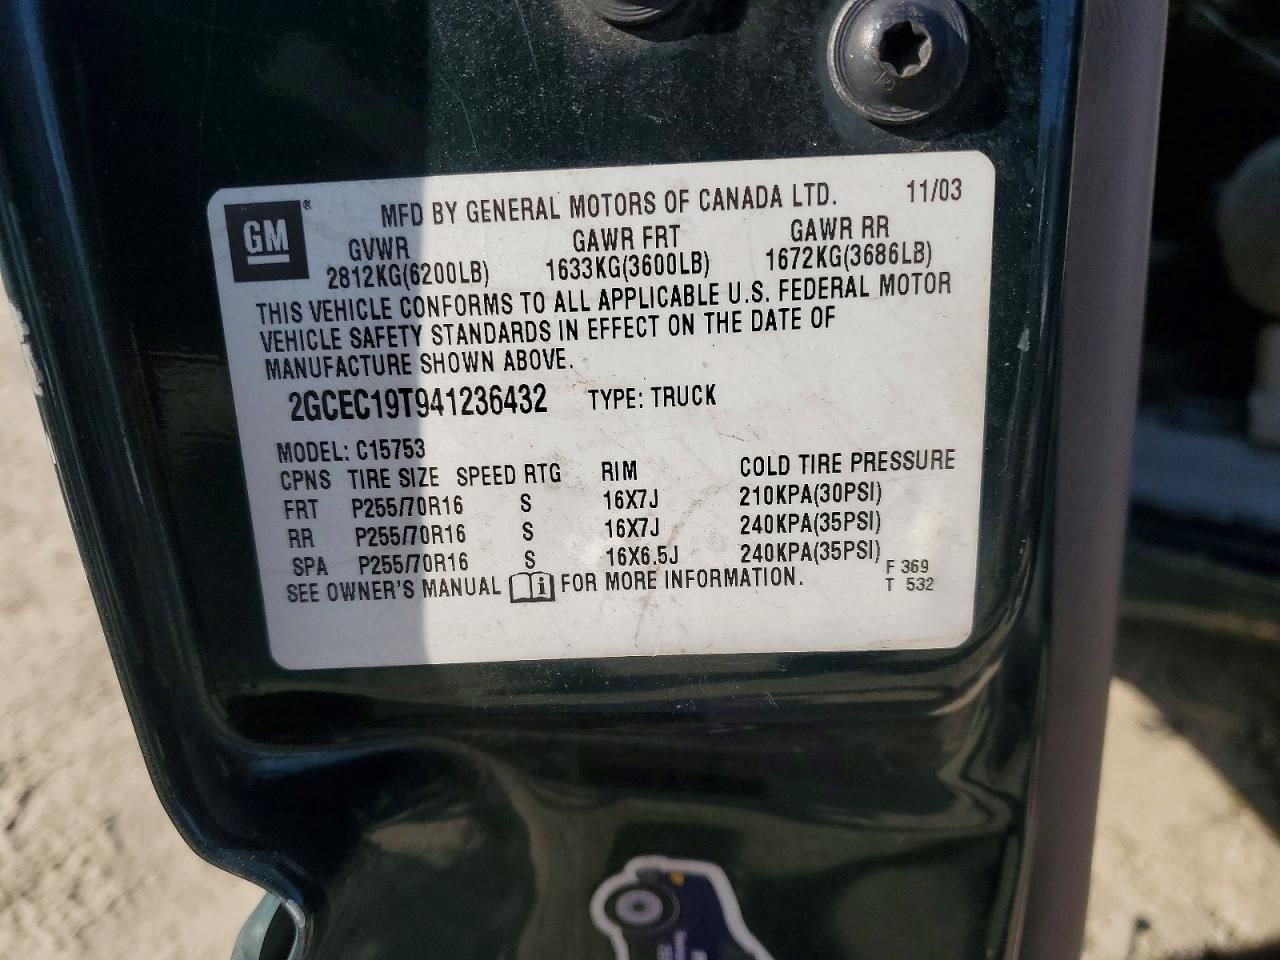 GM® MFD BY GENERAL MOTORS OF CANADA LTD. 11/03
GVWR GAWR FRT GAWR RR
2812KG(6200LB) 1633KG(3600LB) 1672KG(3686LB)
THIS VEHICLE CONFORMS TO ALL APPLICABLE U.S. FEDERAL MOTOR
VEHICLE SAFETY STANDARDS IN EFFECT ON THE DATE OF
MANUFACTURE SHOWN ABOVE.
2GCEC19T941236432 TYPE: TRUCK
MODEL: C15753
CPNS TIRE SIZE SPEED RTG RIM COLD TIRE PRESSURE
FRT P255/70R16 S 16X7J 210KPA(30PSI)
RR P255/70R16 S 16X7J 240KPA(35PSI)
SPA P255/70R16 S 16X6.5J 240KPA(35PSI)
SEE OWNER'S MANUAL FOR MORE INFORMATION.
F 369
T 532